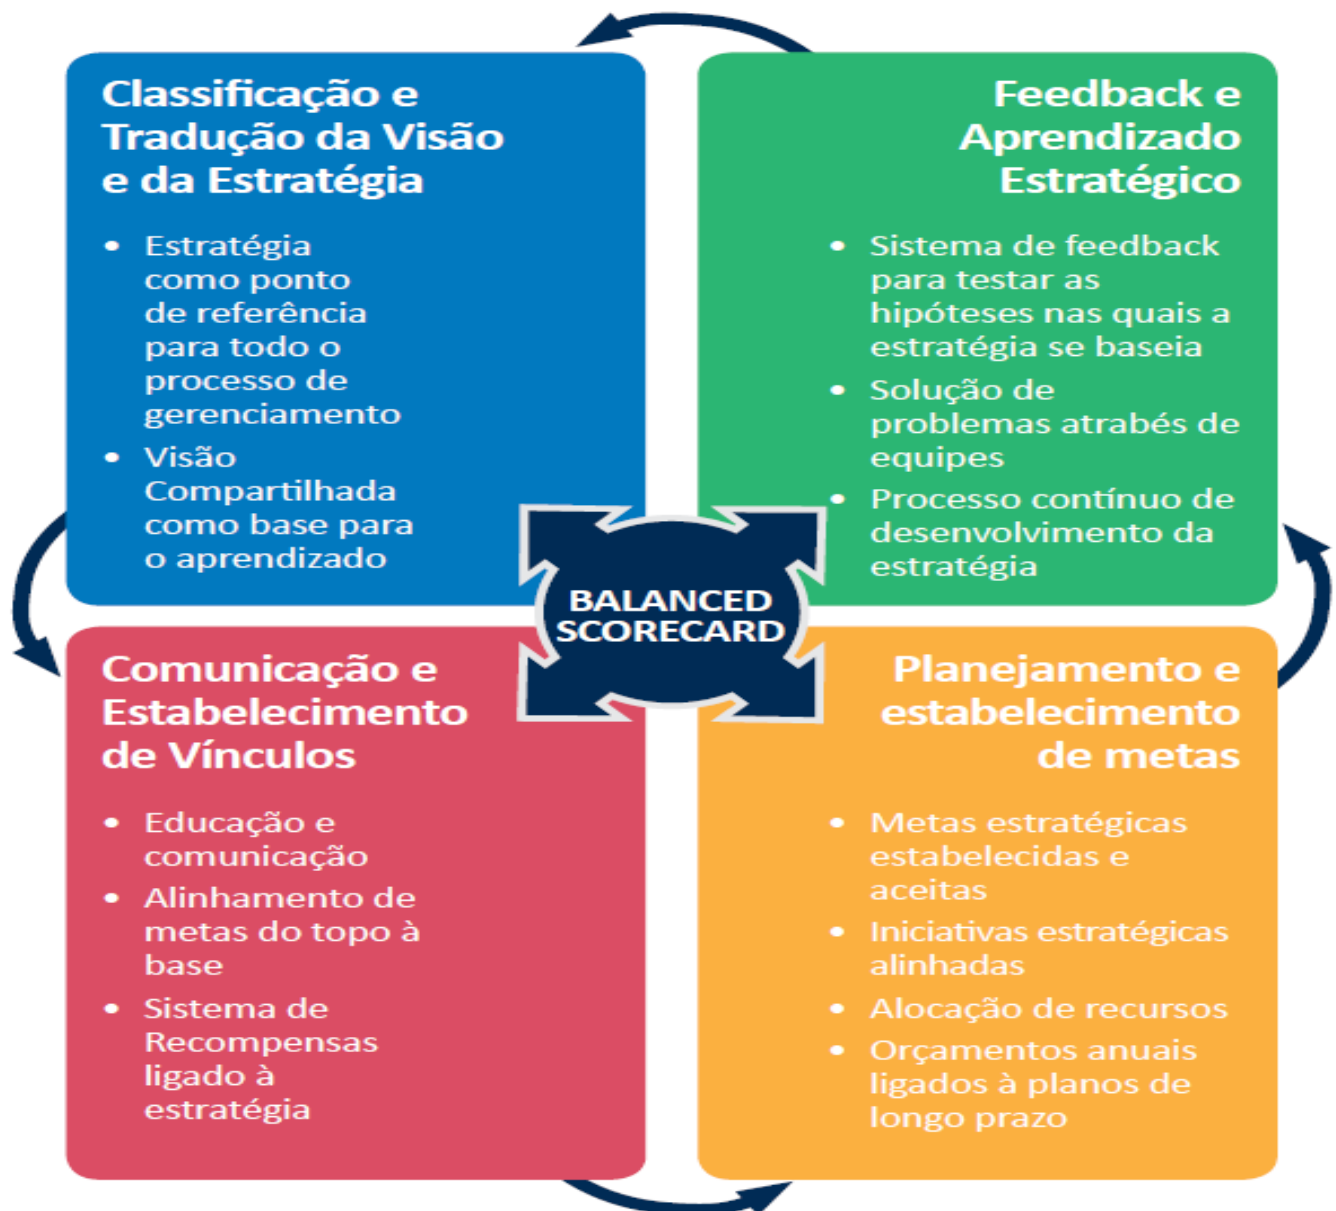 Classificação e
Tradução da Visão
e da Estratégia
• Estratégia
como ponto
de referência
para todo o
processo de
gerenciamento
• Visão
Compartilhada
como base para
o aprendizado
Feedback e
Aprendizado
Estratégico
• Sistema de feedback
para testar as
hipóteses nas quais a
estratégia se baseia
• Solução de
problemas atrabés de
equipes
• Processo contínuo de
desenvolvimento da
estratégia
BALANCED
SCORECARD
Comunicação e
Estabelecimento
de Vínculos
• Educação e
comunicação
• Alinhamento de
metas do topo à
base
• Sistema de
Recompensas
ligado à
estratégia
Planejamento e
estabelecimento
de metas
• Metas estratégicas
estabelecidas e
aceitas
• Iniciativas estratégicas
alinhadas
• Alocação de recursos
• Orçamentos anuais
ligados à planos de
longo prazo